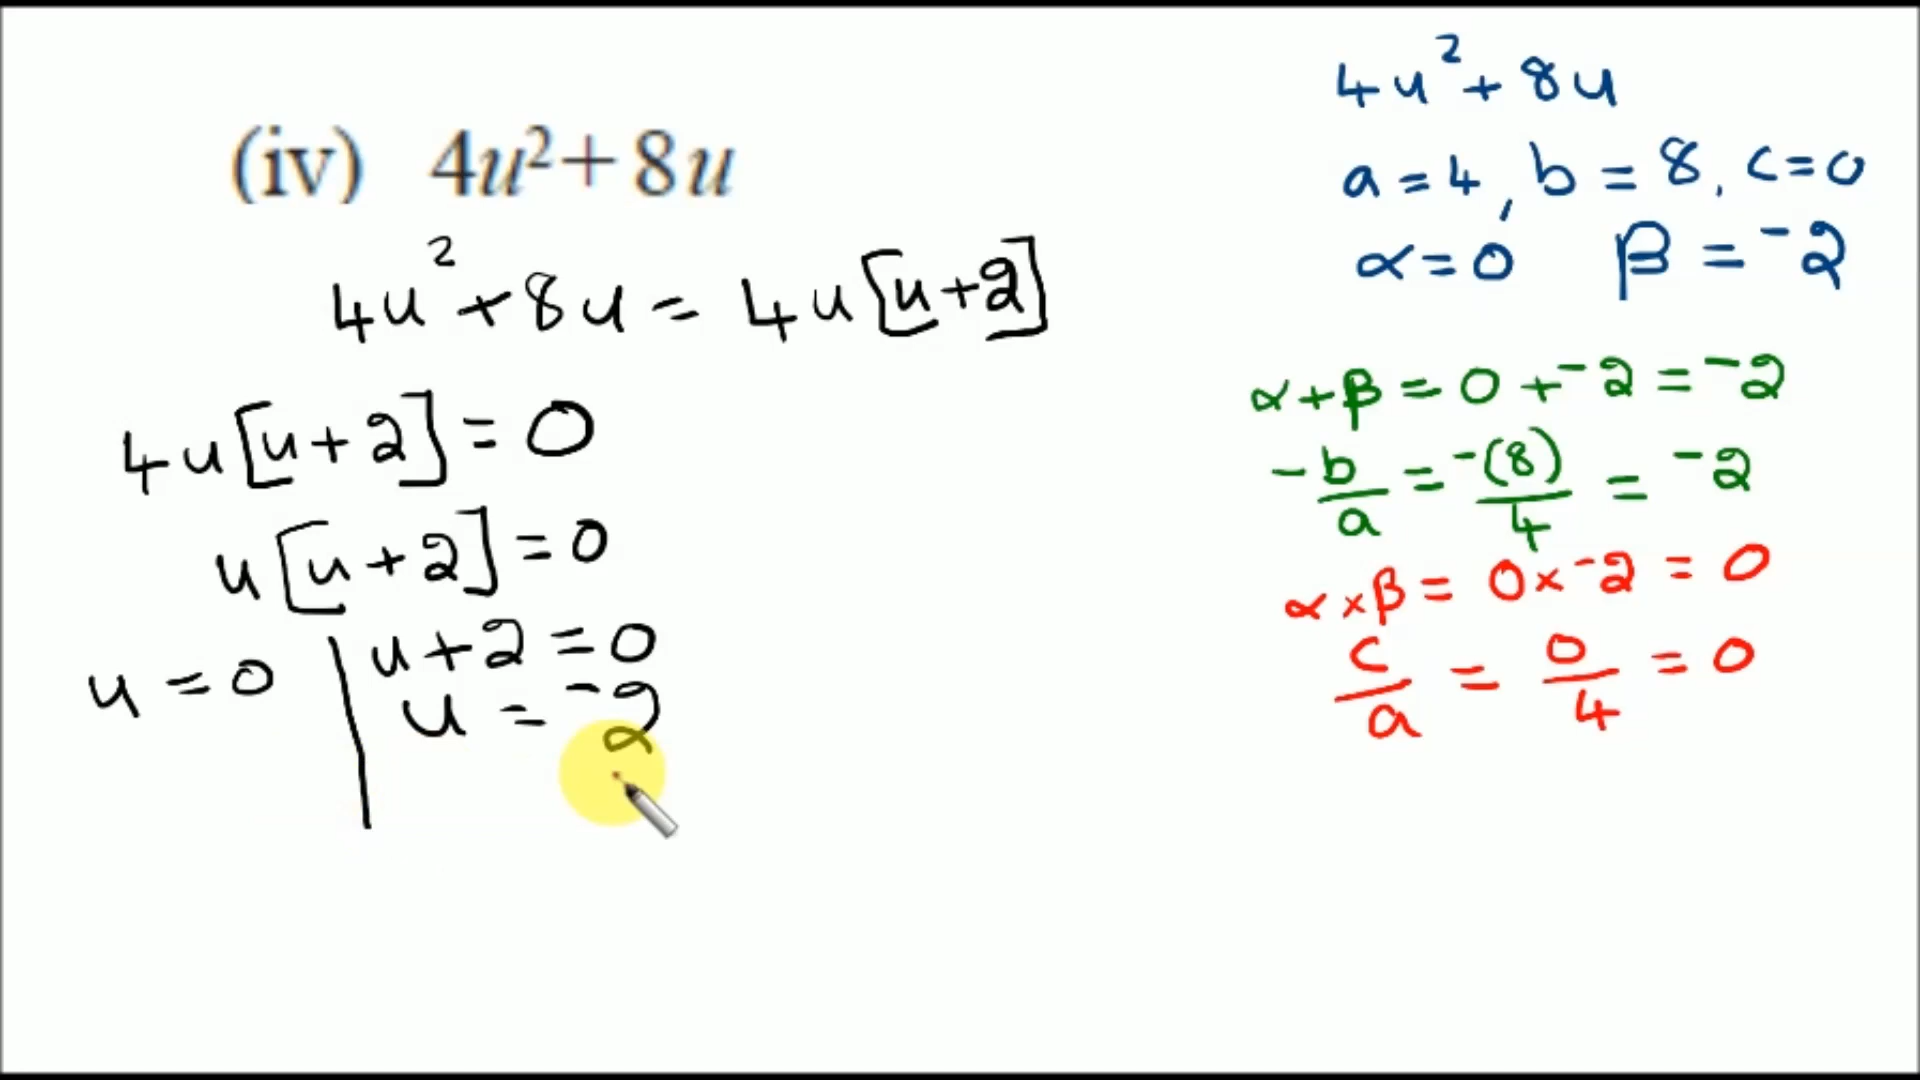 (iv) 4u²+8u
4u²+8u = 4u[u+2]
4u[u+2] = 0
u[u+2] = 0
u = 0 | u+2 = 0
u = -2
4u²+8u
a = 4, b = 8, c = 0
α = 0 β = -2
α+β = 0 + -2 = -2
-b/a = -(8)/4 = -2
α×β = 0×-2 = 0
c/a = 0/4 = 0